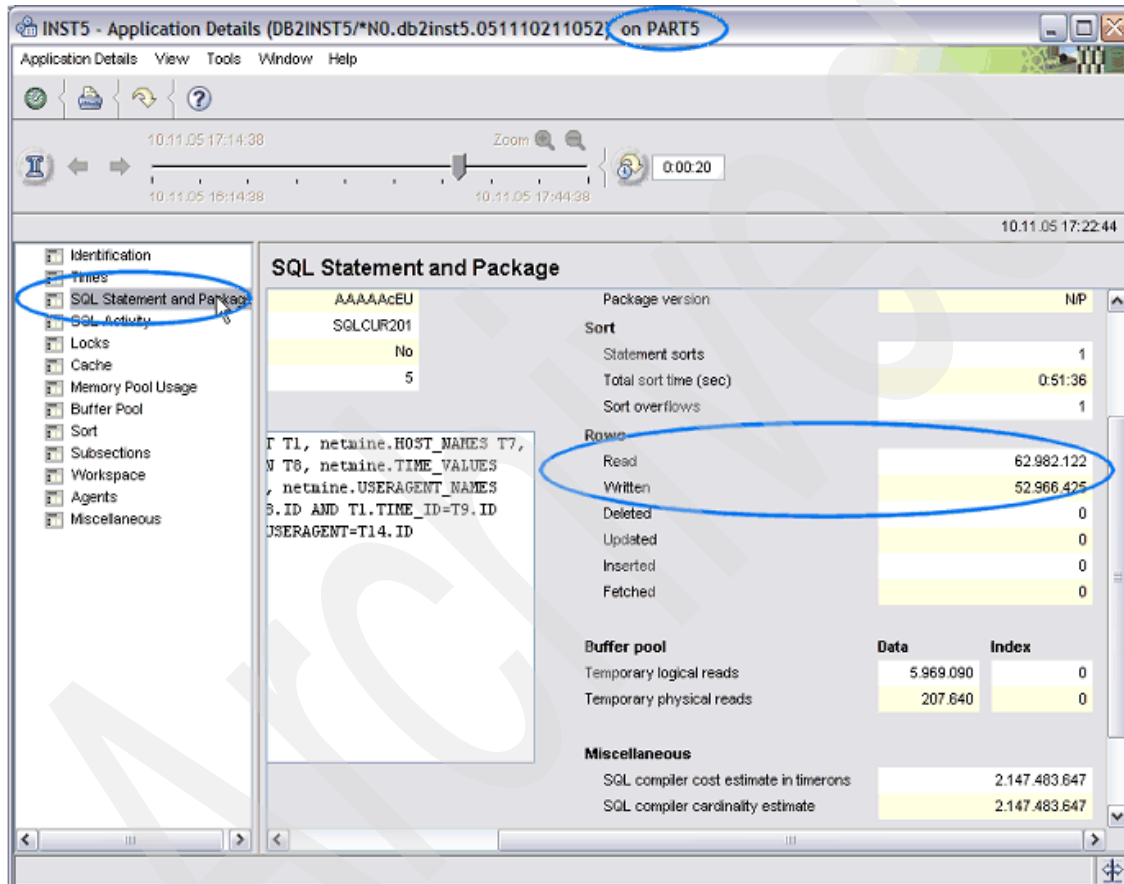 INST5 - Application Details (DB2INST5/*N0.db2inst5.051110211052) on PART5
Application Details View Tools Window Help
10.11.05 17:14:38 Zoom
0:00:20
10.11.05 16:14:38 10.11.05 17:44:38
10.11.05 17:22:44
Identification
Times
SQL Statement and Package
SQL Activity
Locks
Cache
Memory Pool Usage
Buffer Pool
Sort
Subsections
Workspace
Agents
Miscellaneous
SQL Statement and Package
AAAAAcEU
SQLCUR201
No
5
T T1, netmine.HOST_NAMES T7,
N T8, netmine.TIME_VALUES
, netmine.USERAGENT_NAMES
.ID AND T1.TIME_ID=T9.ID
USERAGENT=T14.ID
Package version N/P
Sort
Statement sorts 1
Total sort time (sec) 0:51:36
Sort overflows 1
Rows
Read 62.982.122
Written 52.966.425
Deleted 0
Updated 0
Inserted 0
Fetched 0
Buffer pool Data Index
Temporary logical reads 5.969.090 0
Temporary physical reads 207.640 0
Miscellaneous
SQL compiler cost estimate in timerons 2.147.483.647
SQL compiler cardinality estimate 2.147.483.647
Archived